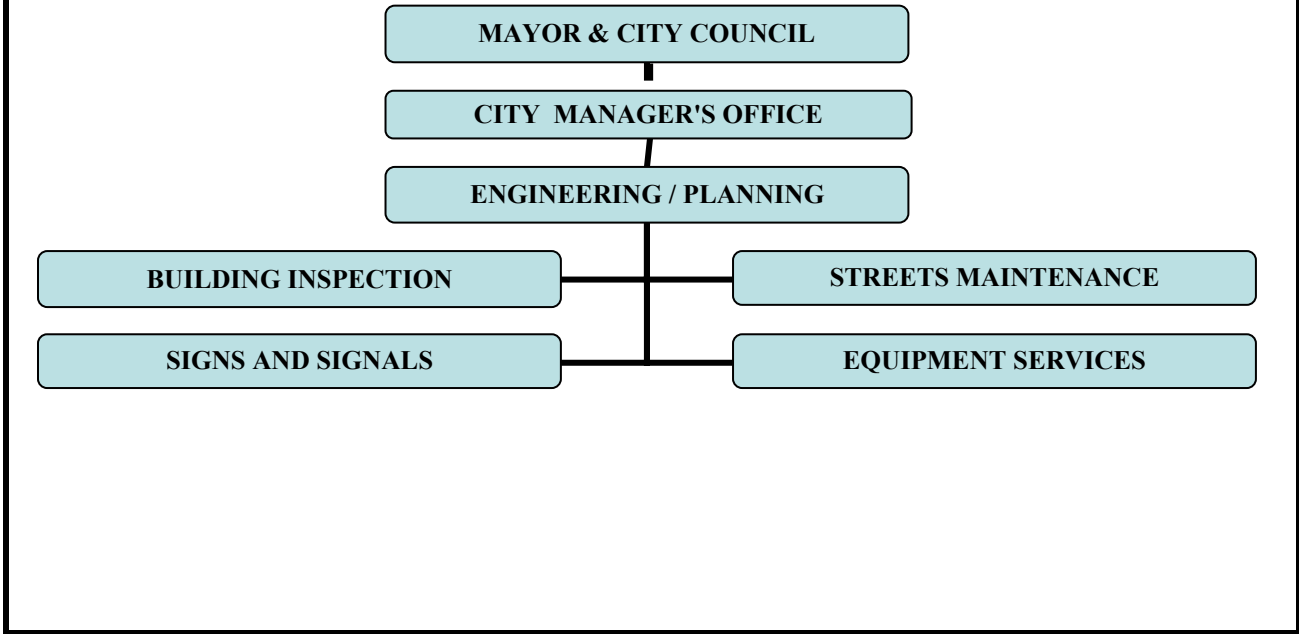 MAYOR & CITY COUNCIL
CITY MANAGER'S OFFICE
ENGINEERING / PLANNING
BUILDING INSPECTION
STREETS MAINTENANCE
SIGNS AND SIGNALS
EQUIPMENT SERVICES